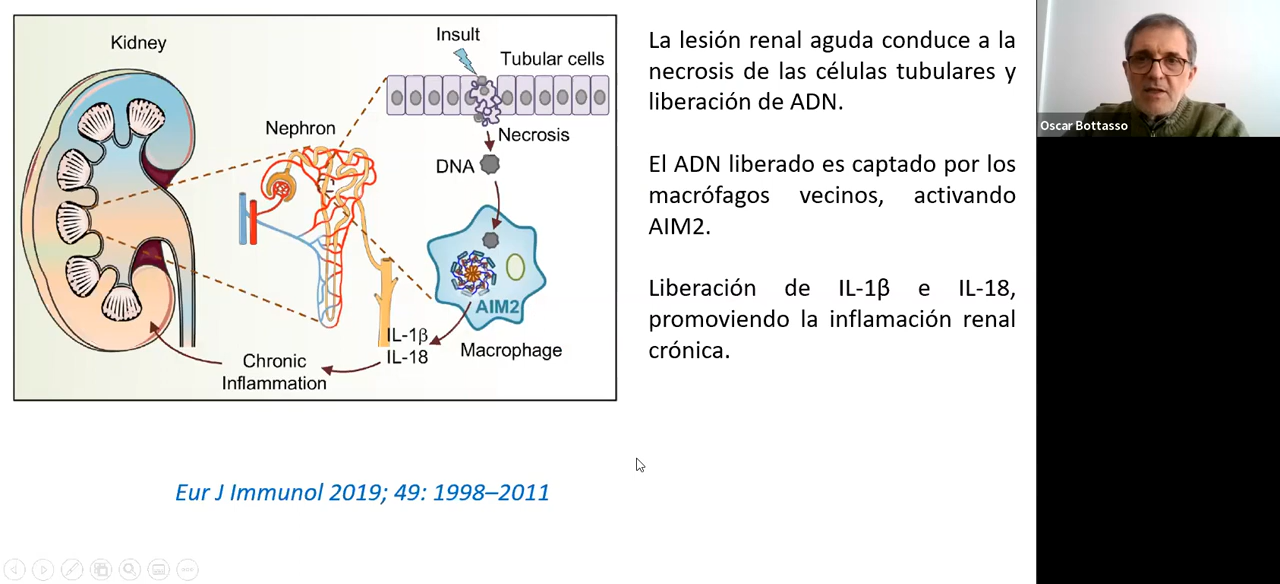 Kidney
Insult
Tubular cells
Nephron
Necrosis
DNA
AIM2
Macrophage
IL-1β
IL-18
Chronic
Inflammation
La lesión renal aguda conduce a la
necrosis de las células tubulares y
liberación de ADN.
El ADN liberado es captado por los
macrófagos vecinos, activando
AIM2.
Liberación de IL-1β e IL-18,
promoviendo la inflamación renal
crónica.
Eur J Immunol 2019; 49: 1998–2011
Oscar Bottasso